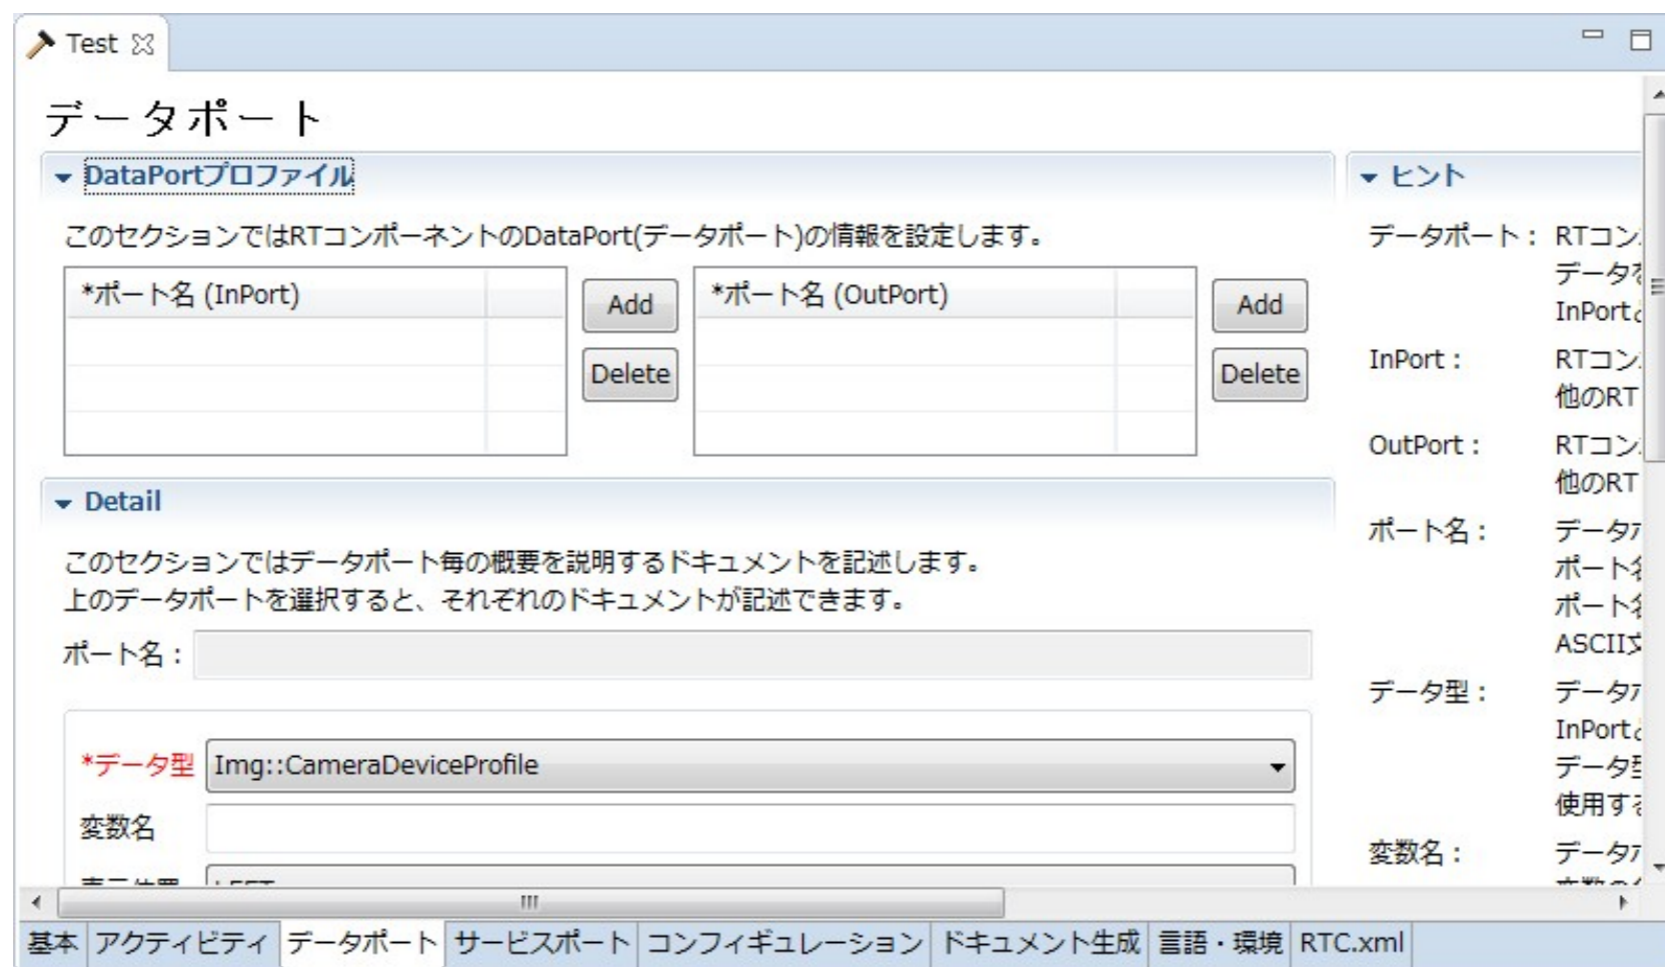 Test
データポート
DataPortプロファイル
このセクションではRTコンポーネントのDataPort(データポート)の情報を設定します。
*ポート名 (InPort)
Add
Delete
*ポート名 (OutPort)
Add
Delete
Detail
このセクションではデータポート毎の概要を説明するドキュメントを記述します。
上のデータポートを選択すると、それぞれのドキュメントが記述できます。
ポート名：
*データ型 Img::CameraDeviceProfile
変数名
ヒント
データポート： RTコン
データ
InPort
InPort： RTコン
他のRT
OutPort： RTコン
他のRT
ポート名： データ
ポート
ポート
ASCII
データ型： データ
InPort
データ
使用す
変数名： データ
基本 アクティビティ データポート サービスポート コンフィギュレーション ドキュメント生成 言語・環境 RTC.xml